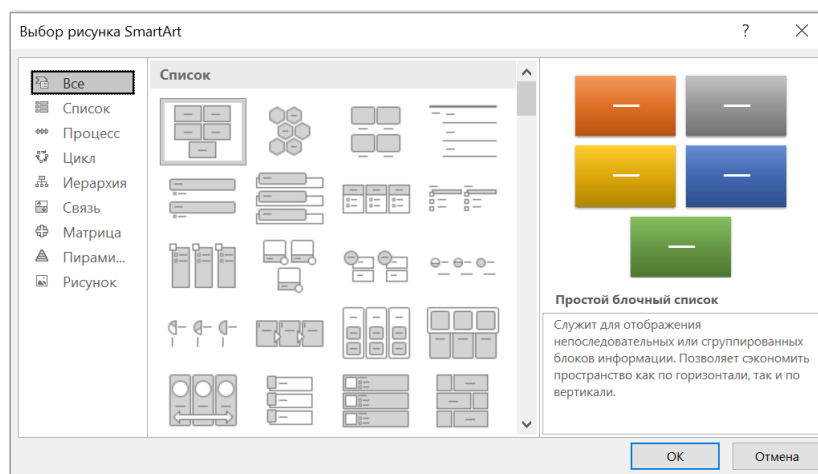 Выбор рисунка SmartArt
?
Все
Список
Процесс
Цикл
Иерархия
Связь
Матрица
Пирами...
Рисунок
Список
Простой блочный список
Служит для отображения
непоследовательных или сгруппированных
блоков информации. Позволяет сэкономить
пространство как по горизонтали, так и по
вертикали.
ОК
Отмена